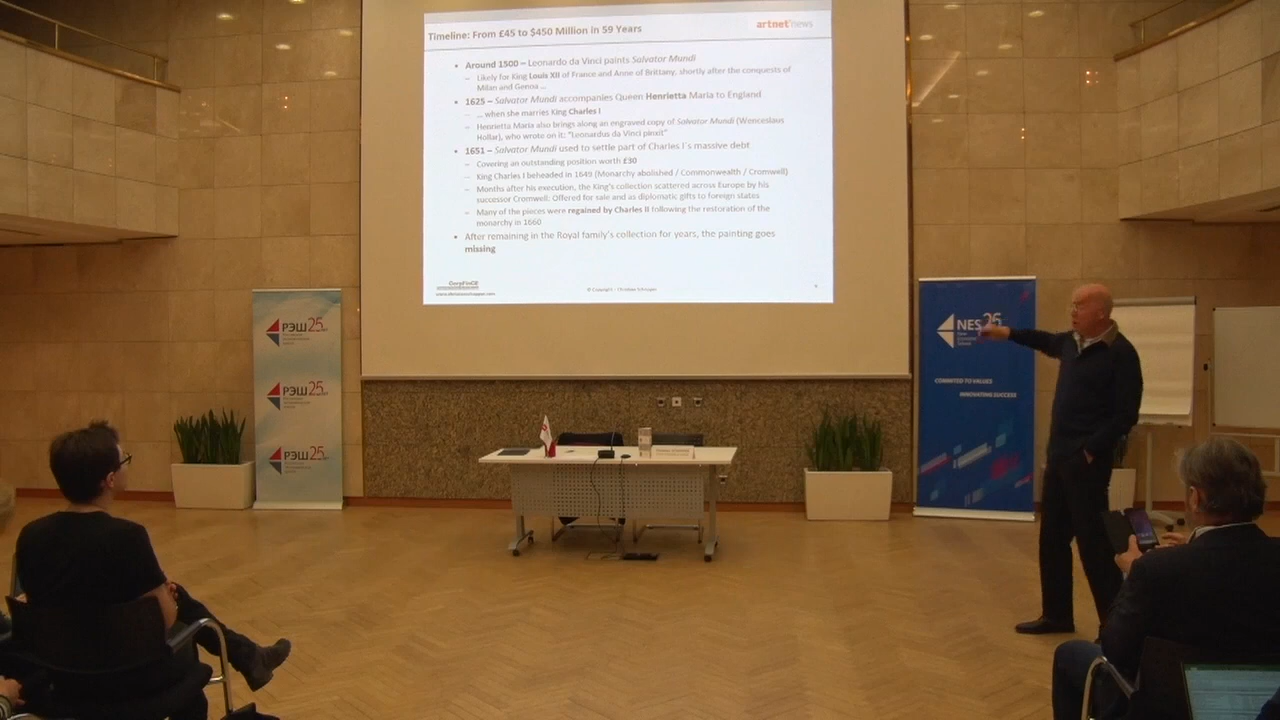 Timeline: From £45 to $450 Million in 59 Years
artnet news
• Around 1500 – Leonardo da Vinci paints Salvator Mundi
– Likely for King Louis XII of France and Anne of Brittany, shortly after the conquests of
Milan and Genoa ...
• 1625 – Salvator Mundi accompanies Queen Henrietta Maria to England
– ... when she marries King Charles I
– Henrietta Maria also brings along an engraved copy of Salvator Mundi (Wenceslaus
Hollar), who wrote on it: "Leonardus da Vinci pinxit"
• 1651 – Salvator Mundi used to settle part of Charles I's massive debt
– Covering an outstanding position worth £30
– King Charles I beheaded in 1649 (Monarchy abolished / Commonwealth / Cromwell)
– Months after his execution, the King's collection scattered across Europe by his
successor Cromwell: Offered for sale and as diplomatic gifts to foreign states
– Many of the pieces were regained by Charles II following the restoration of the
monarchy in 1660
• After remaining in the Royal family's collection for years, the painting goes
missing
© Copyright - Christian Schopper
РЭШ 25
РЭШ 25
РЭШ 25
NES 25
COMMITED TO VALUES
INNOVATING SUCCESS